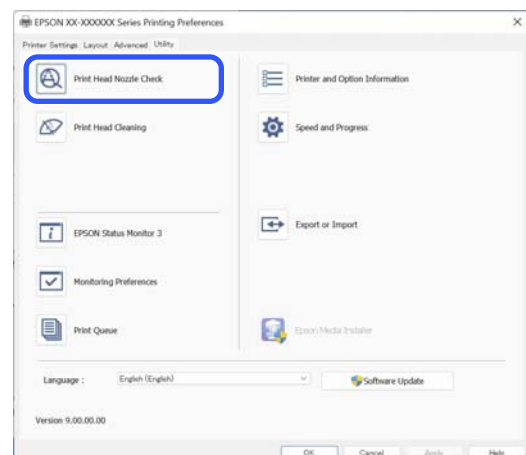 EPSON XX-XXXXXX Series Printing Preferences
Printer Settings Layout Advanced Utility
Print Head Nozzle Check
Printer and Option Information
Print Head Cleaning
Speed and Progress
EPSON Status Monitor 3
Export or Import
Monitoring Preferences
Print Queue
Epson Media Installer
Language : English (English) Software Update
Version 9.00.00.00
OK Cancel Apply Help